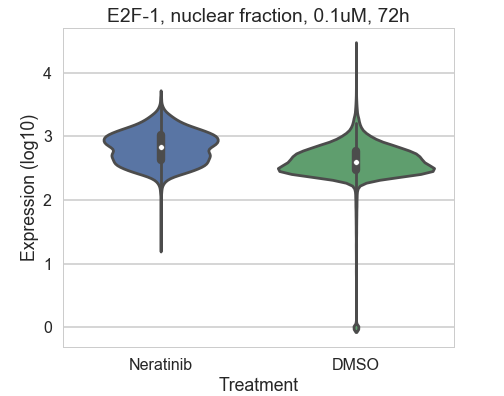 E2F-1, nuclear fraction, 0.1uM, 72h
Expression (log10)
4
3
2
1
0
Neratinib
DMSO
Treatment